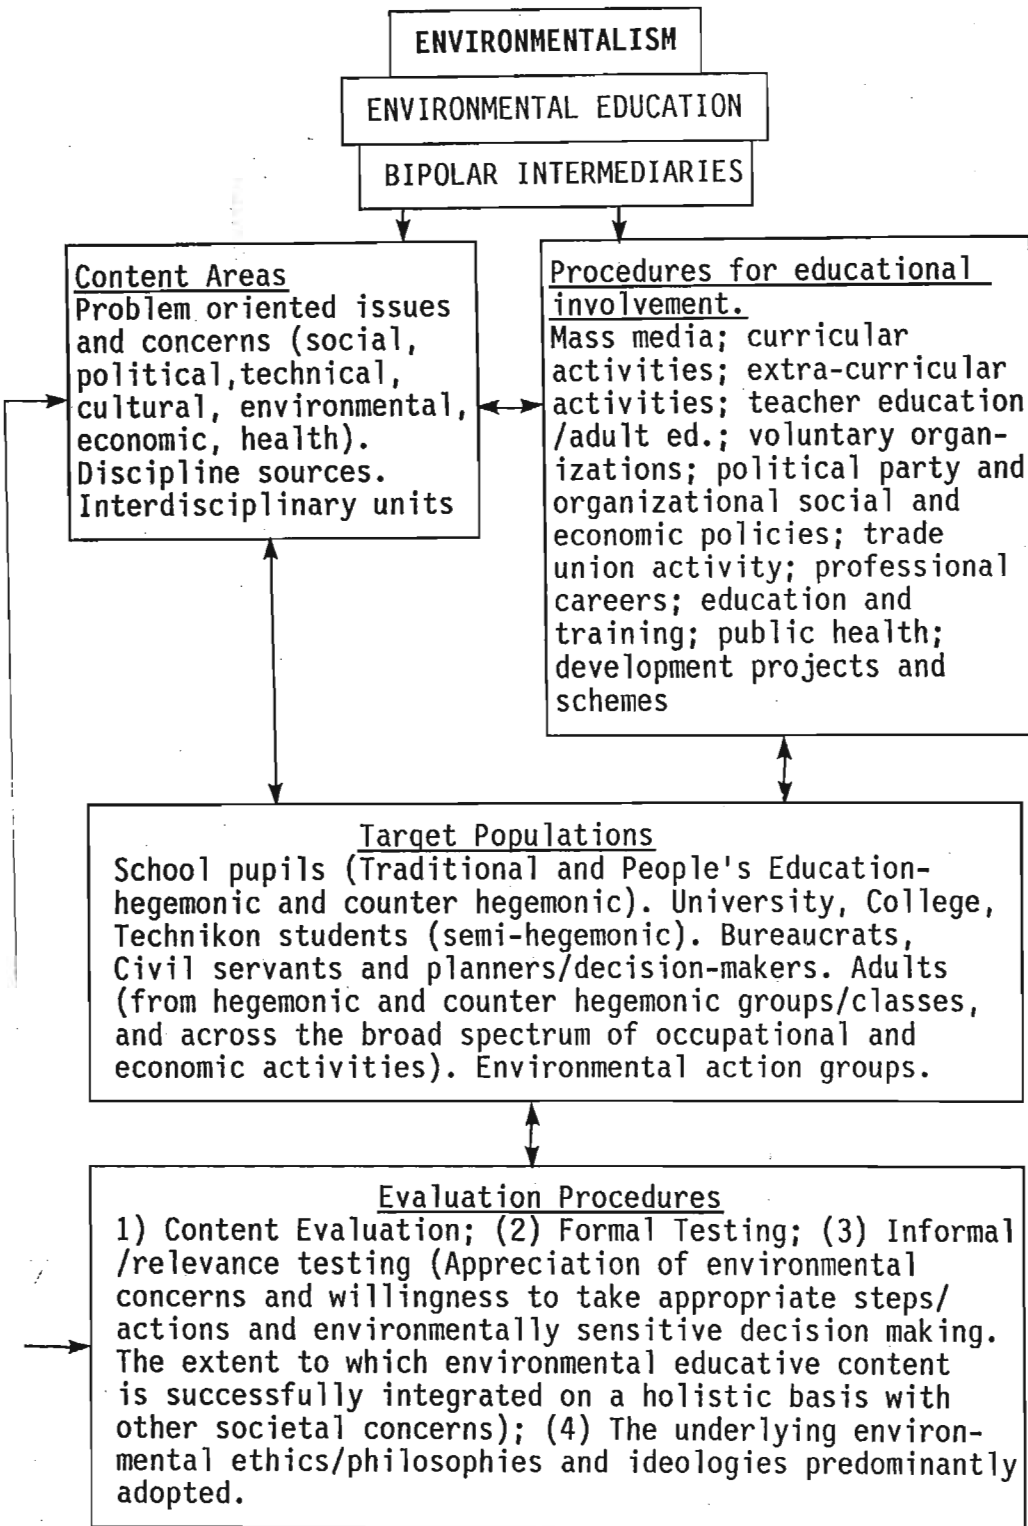 ENVIRONMENTALISM
ENVIRONMENTAL EDUCATION
BIPOLAR INTERMEDIARIES
Content Areas
Problem oriented issues
and concerns (social,
political,technical,
cultural, environmental,
economic, health).
Discipline sources.
Interdisciplinary units
Procedures for educational
involvement.
Mass media; curricular
activities; extra-curricular
activities; teacher education
/adult ed.; voluntary organ-
izations; political party and
organizational social and
economic policies; trade
union activity; professional
careers; education and
training; public health;
development projects and
schemes
Target Populations
School pupils (Traditional and People's Education-
hegemonic and counter hegemonic). University, College,
Technikon students (semi-hegemonic). Bureaucrats,
Civil servants and planners/decision-makers. Adults
(from hegemonic and counter hegemonic groups/classes,
and across the broad spectrum of occupational and
economic activities). Environmental action groups.
Evaluation Procedures
1) Content Evaluation; (2) Formal Testing; (3) Informal
/relevance testing (Appreciation of environmental
concerns and willingness to take appropriate steps/
actions and environmentally sensitive decision making.
The extent to which environmental educative content
is successfully integrated on a holistic basis with
other societal concerns); (4) The underlying environ-
mental ethics/philosophies and ideologies predominantly
adopted.